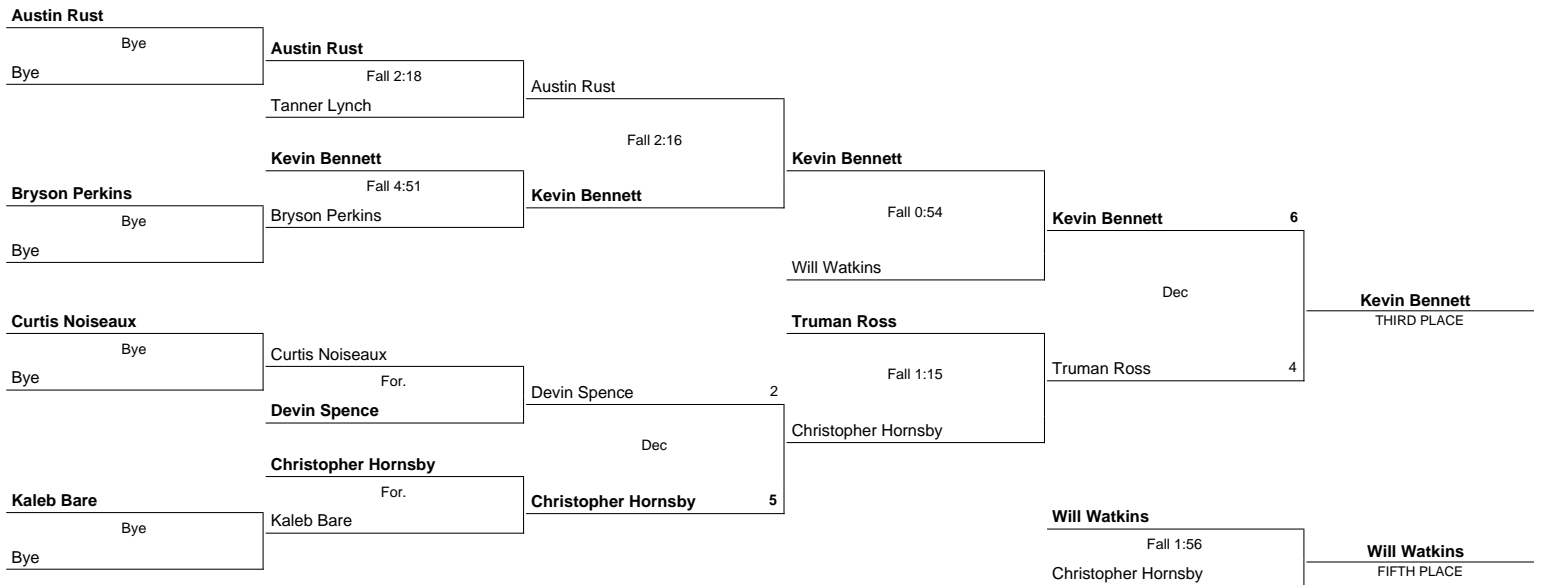 Austin Rust
Bye
Bye
Austin Rust
Fall 2:18
Tanner Lynch
Austin Rust
Fall 2:16
Kevin Bennett
Kevin Bennett
Fall 4:51
Bryson Perkins
Bryson Perkins
Bye
Bye
Kevin Bennett
Fall 0:54
Will Watkins
Kevin Bennett 6
Dec
Truman Ross 4
Kevin Bennett
THIRD PLACE
Curtis Noiseaux
Bye
Bye
Curtis Noiseaux
For.
Devin Spence
Devin Spence 2
Dec
Christopher Hornsby 5
Truman Ross
Fall 1:15
Christopher Hornsby
Christopher Hornsby
For.
Kaleb Bare
Kaleb Bare
Bye
Bye
Will Watkins
Fall 1:56
Christopher Hornsby
Will Watkins
FIFTH PLACE